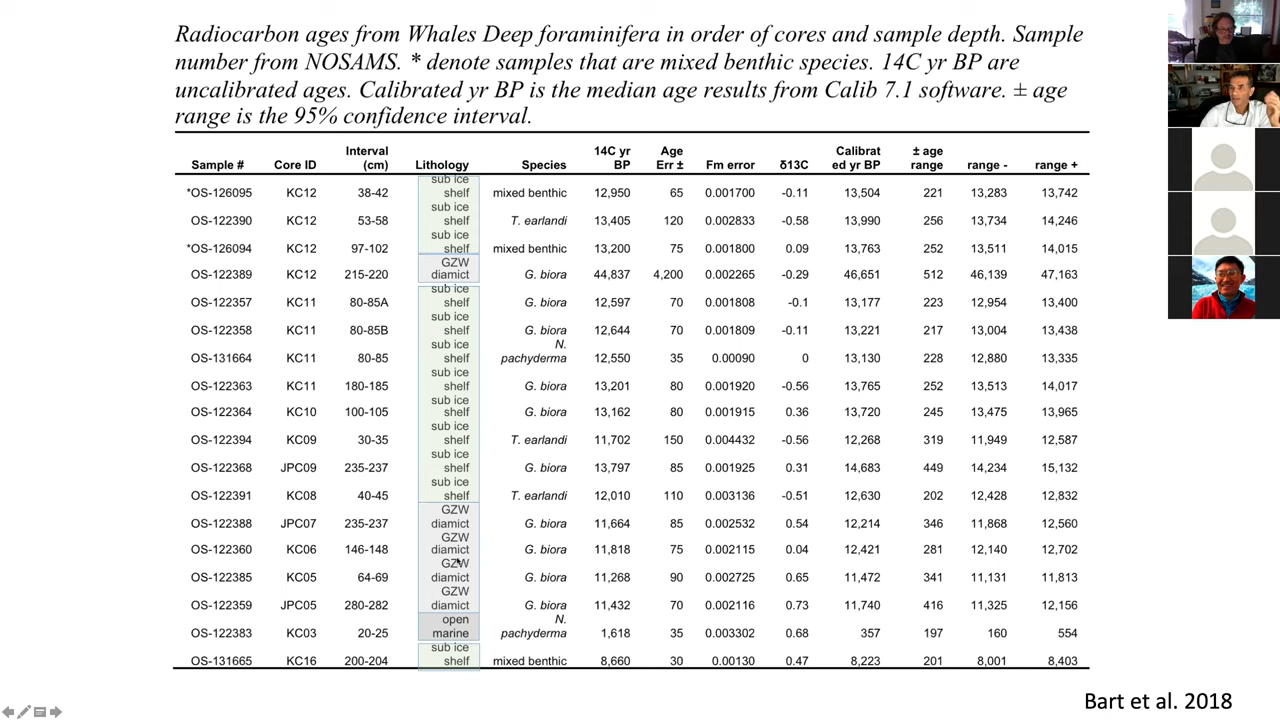 Radiocarbon ages from Whales Deep foraminifera in order of cores and sample depth. Sample
number from NOSAMS. * denote samples that are mixed benthic species. 14C yr BP are
uncalibrated ages. Calibrated yr BP is the median age results from Calib 7.1 software. ± age
range is the 95% confidence interval.
Sample # Core ID Interval (cm) Lithology Species 14C yr BP Age Err ± Fm error δ13C Calibrat ed yr BP ± age range range - range +
*OS-126095 KC12 38-42 sub ice shelf mixed benthic 12,950 65 0.001700 -0.11 13,504 221 13,283 13,742
OS-122390 KC12 53-58 sub ice shelf T. earlandi 13,405 120 0.002833 -0.58 13,990 256 13,734 14,246
*OS-126094 KC12 97-102 sub ice shelf mixed benthic 13,200 75 0.001800 0.09 13,763 252 13,511 14,015
OS-122389 KC12 215-220 GZW diamict G. biora 44,837 4,200 0.002265 -0.29 46,651 512 46,139 47,163
OS-122357 KC11 80-85A sub ice shelf G. biora 12,597 70 0.001808 -0.1 13,177 223 12,954 13,400
OS-122358 KC11 80-85B sub ice shelf G. biora 12,644 70 0.001809 -0.11 13,221 217 13,004 13,438
OS-131664 KC11 80-85 sub ice shelf N. pachyderma 12,550 35 0.00090 0 13,130 228 12,880 13,335
OS-122363 KC11 180-185 sub ice shelf G. biora 13,201 80 0.001920 -0.56 13,765 252 13,513 14,017
OS-122364 KC10 100-105 sub ice shelf G. biora 13,162 80 0.001915 0.36 13,720 245 13,475 13,965
OS-122394 KC09 30-35 sub ice shelf T. earlandi 11,702 150 0.004432 -0.56 12,268 319 11,949 12,587
OS-122368 JPC09 235-237 sub ice shelf G. biora 13,797 85 0.001925 0.31 14,683 449 14,234 15,132
OS-122391 KC08 40-45 sub ice shelf T. earlandi 12,010 110 0.003136 -0.51 12,630 202 12,428 12,832
OS-122388 JPC07 235-237 GZW diamict G. biora 11,664 85 0.002532 0.54 12,214 346 11,868 12,560
OS-122360 KC06 146-148 GZW diamict G. biora 11,818 75 0.002115 0.04 12,421 281 12,140 12,702
OS-122385 KC05 64-69 GZW diamict G. biora 11,268 90 0.002725 0.65 11,472 341 11,131 11,813
OS-122359 JPC05 280-282 GZW diamict G. biora 11,432 70 0.002116 0.73 11,740 416 11,325 12,156
OS-122383 KC03 20-25 open marine N. pachyderma 1,618 35 0.003302 0.68 357 197 160 554
OS-131665 KC16 200-204 sub ice shelf mixed benthic 8,660 30 0.00130 0.47 8,223 201 8,001 8,403
Bart et al. 2018